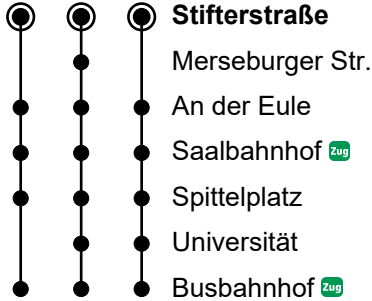 Stifterstraße
Merseburger Str.
An der Eule
Saalbahnhof Zug
Spittelplatz
Universität
Busbahnhof Zug